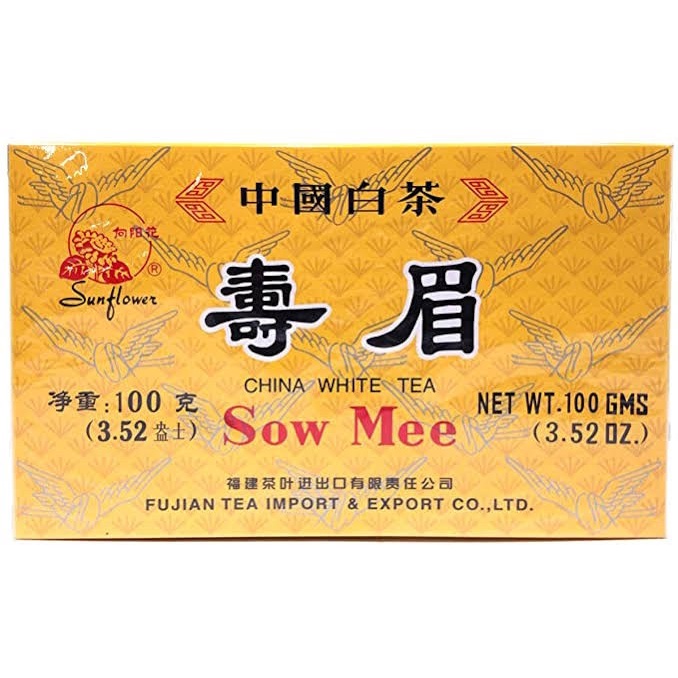 中國白茶
向阳花
®
Sunflower
壽眉
CHINA WHITE TEA
净重:100 克
(3.52 盎士)
Sow Mee
NET WT.100 GMS
(3.52 OZ.)
福建茶叶进出口有限责任公司
FUJIAN TEA IMPORT & EXPORT CO.,LTD.